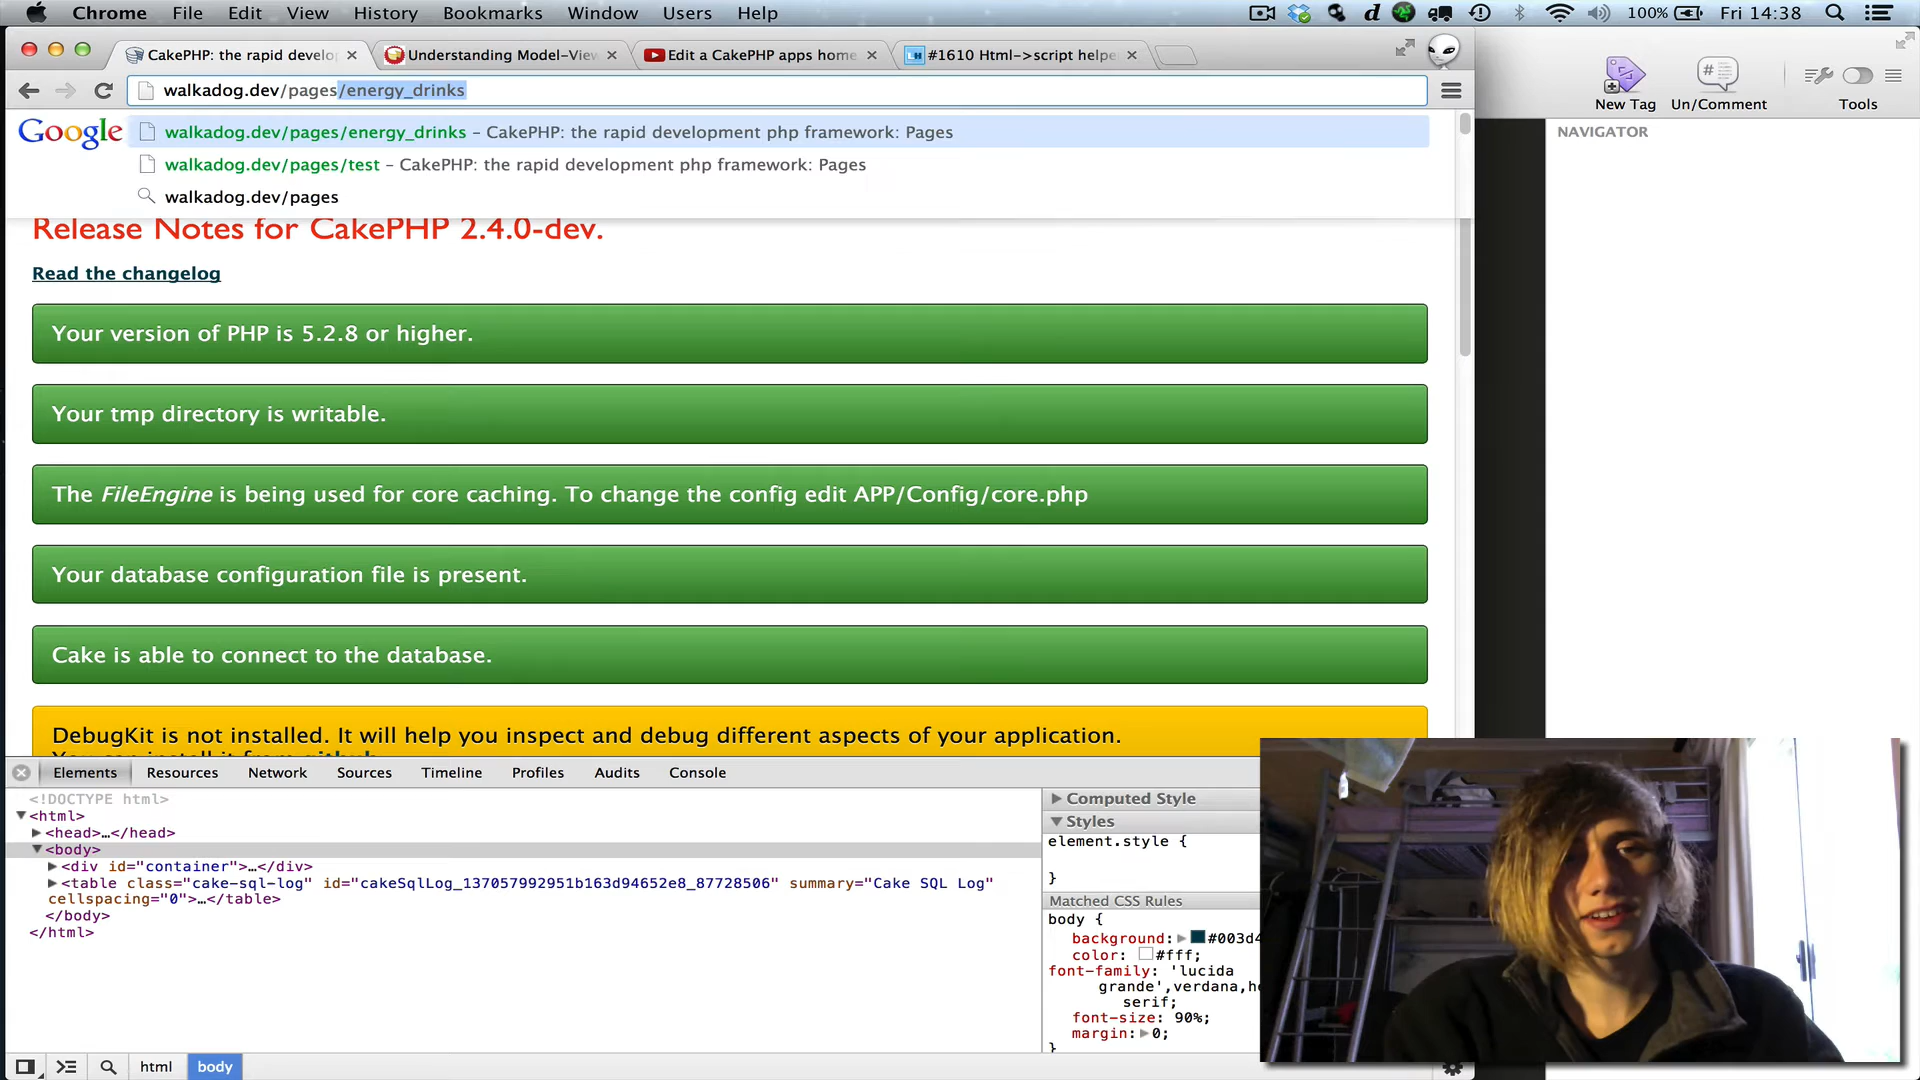 Chrome File Edit View History Bookmarks Window Users Help 100% Fri 14:38
CakePHP: the rapid develo Understanding Model-View Edit a CakePHP apps home #1610 Html->script helpe
walkadog.dev/pages/energy_drinks
Google walkadog.dev/pages/energy_drinks – CakePHP: the rapid development php framework: Pages
walkadog.dev/pages/test – CakePHP: the rapid development php framework: Pages
walkadog.dev/pages
New Tag Un/Comment Tools
NAVIGATOR
Release Notes for CakePHP 2.4.0-dev.
Read the changelog
Your version of PHP is 5.2.8 or higher.
Your tmp directory is writable.
The FileEngine is being used for core caching. To change the config edit APP/Config/core.php
Your database configuration file is present.
Cake is able to connect to the database.
DebugKit is not installed. It will help you inspect and debug different aspects of your application.
You can install it from github
Elements Resources Network Sources Timeline Profiles Audits Console
<!DOCTYPE html>
<html>
<head>…</head>
<body>
<div id="container">…</div>
<table class="cake-sql-log" id="cakeSqlLog_137057992951b163d94652e8_87728506" summary="Cake SQL Log"
cellspacing="0">…</table>
</body>
</html>
Computed Style
Styles
element.style {
}
Matched CSS Rules
body {
background: #003d4
color: #fff;
font-family: 'lucida
grande',verdana,he
serif;
font-size: 90%;
margin: 0;
}
html body